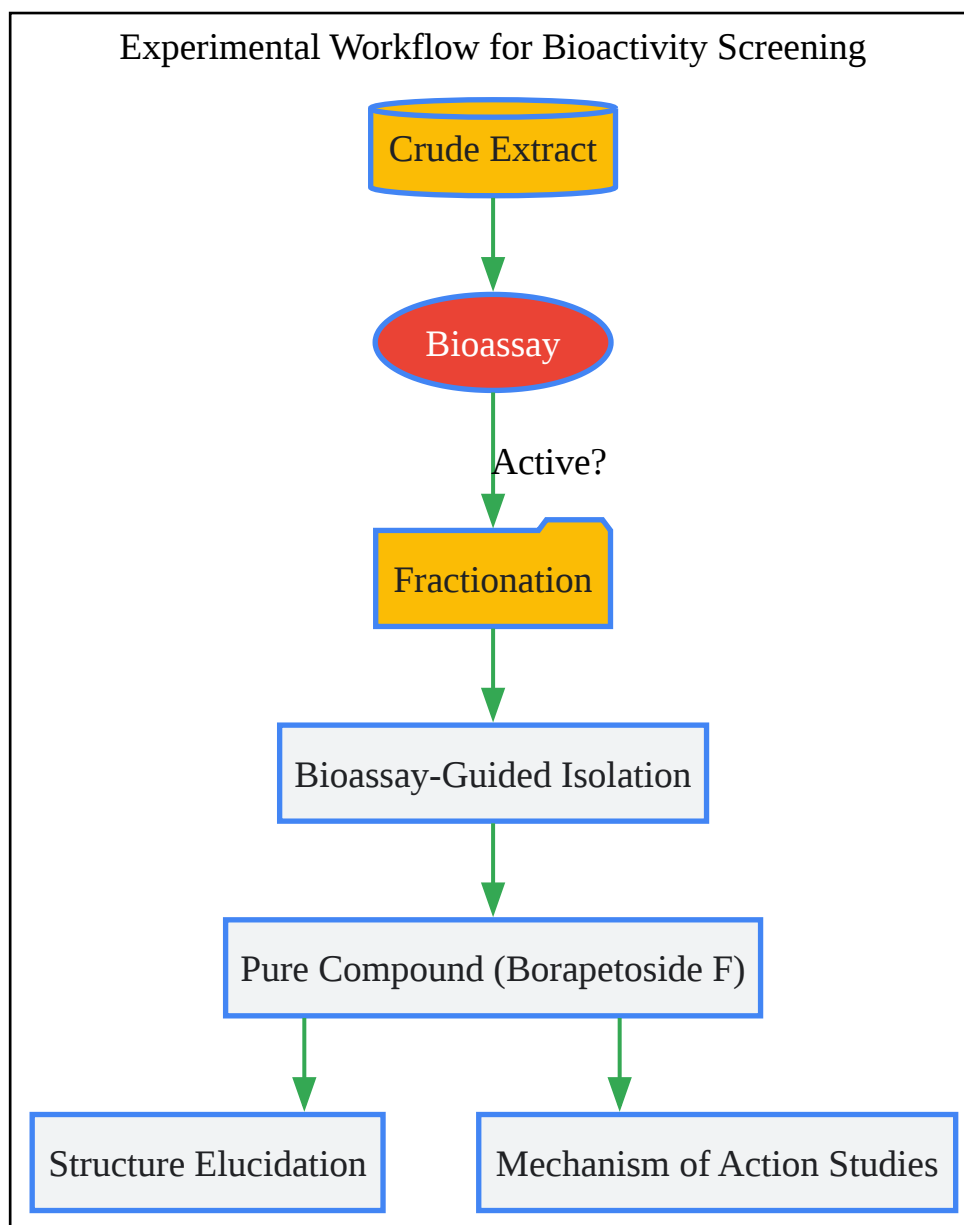 Experimental Workflow for Bioactivity Screening
Crude Extract
Bioassay
Active?
Fractionation
Bioassay-Guided Isolation
Pure Compound (Borapetoside F)
Structure Elucidation
Mechanism of Action Studies